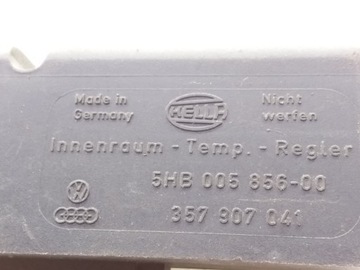 Made in Germany
HELLA
Nicht werfen
Innenraum - Temp. - Regler
5HB 005 856-00
357 907 041